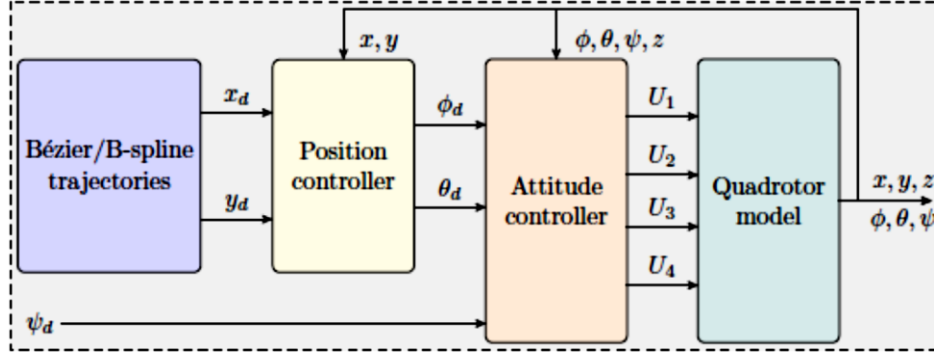 x, y
ϕ, θ, ψ, z
Bézier/B-spline
trajectories
x_d
y_d
Position
controller
ϕ_d
θ_d
Attitude
controller
U_1
U_2
U_3
U_4
Quadrotor
model
x, y, z
ϕ, θ, ψ
ψ_d